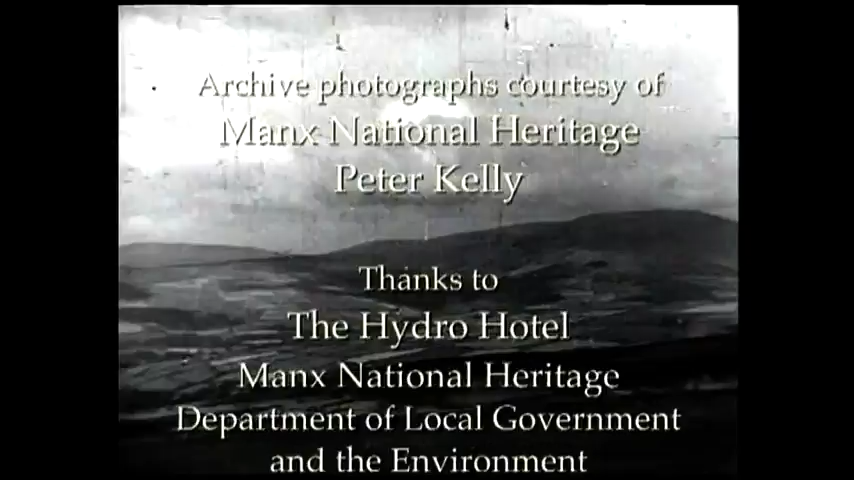 Archive photographs courtesy of
Manx National Heritage
Peter Kelly
Thanks to
The Hydro Hotel
Manx National Heritage
Department of Local Government
and the Environment